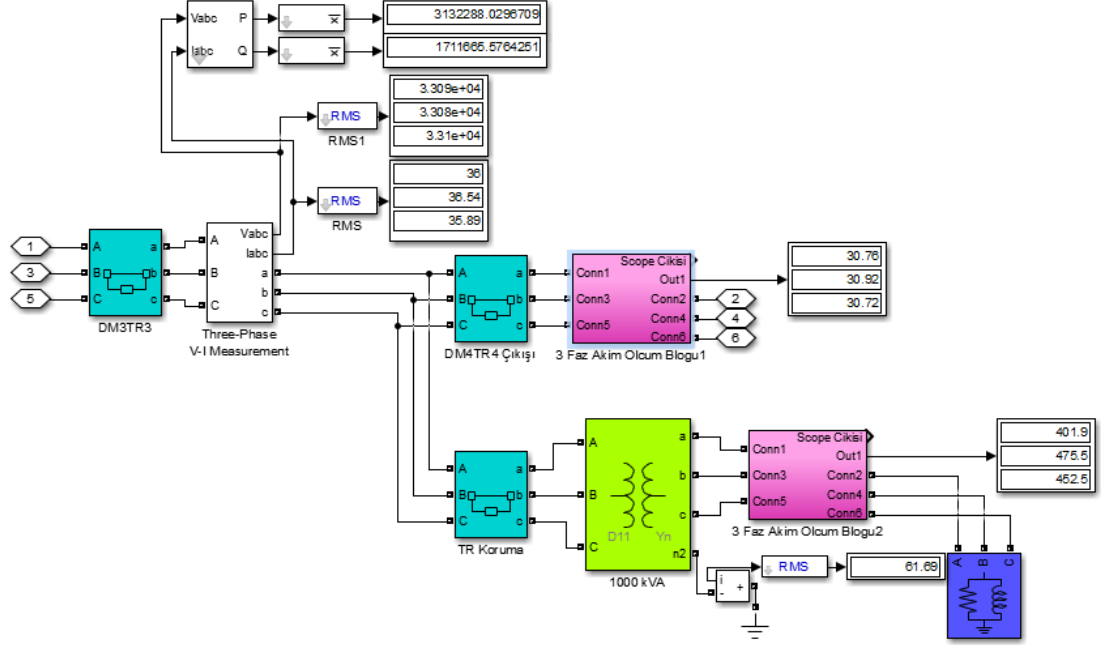 Vabc
P
x
3132288.0296709
Iabc
Q
x
1711665.5764251
RMS
RMS1
3.309e+04
3.308e+04
3.31e+04
RMS
RMS
36
36.54
35.89
1
3
5
A
B
C
a
b
c
DM3TR3
A
B
C
Vabc
Iabc
a
b
c
Three-Phase
V-I Measurement
A
B
C
a
b
c
DM4TR4 Çıkışı
Conn1
Conn3
Conn5
Scope Cikisi
Out1
Conn2
Conn4
Conn6
3 Faz Akim Olcum Blogu1
2
4
6
30.76
30.92
30.72
A
B
C
a
b
c
TR Koruma
A
B
C
a
b
c
n2
D11
Yn
1000 kVA
Conn1
Conn3
Conn5
Scope Cikisi
Out1
Conn2
Conn4
Conn6
3 Faz Akim Olcum Blogu2
401.9
475.5
452.5
i
+
-
RMS
61.69
A
B
C